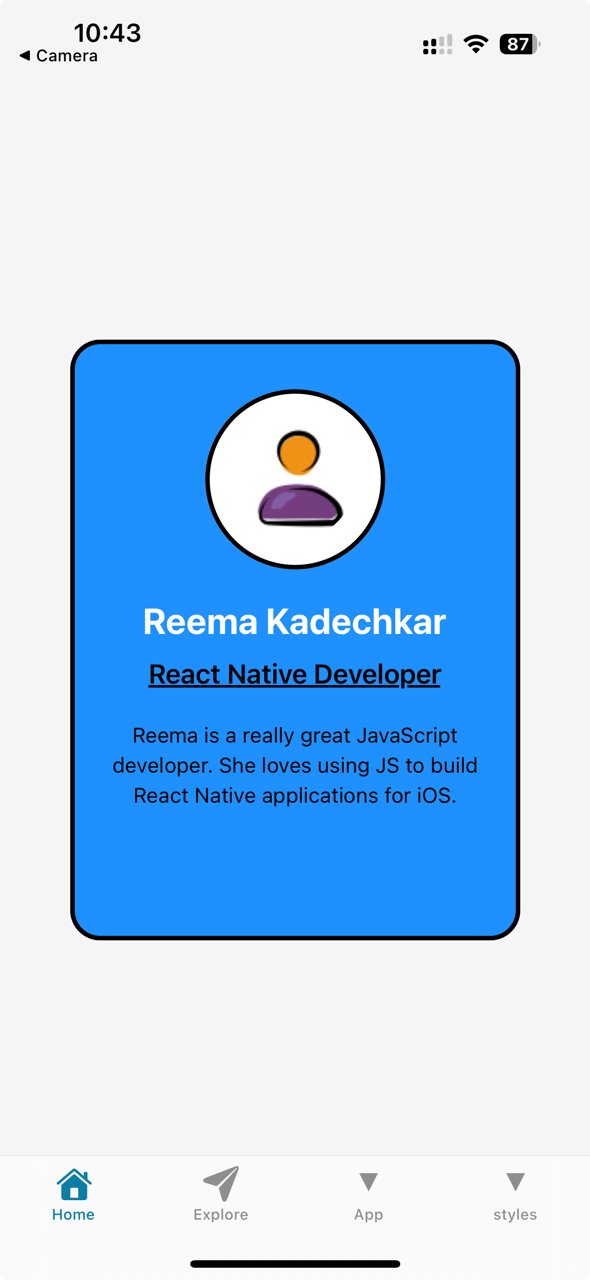 10:43
◀ Camera
87
Reema Kadechkar
React Native Developer
Reema is a really great JavaScript
developer. She loves using JS to build
React Native applications for iOS.
Home
Explore
App
styles